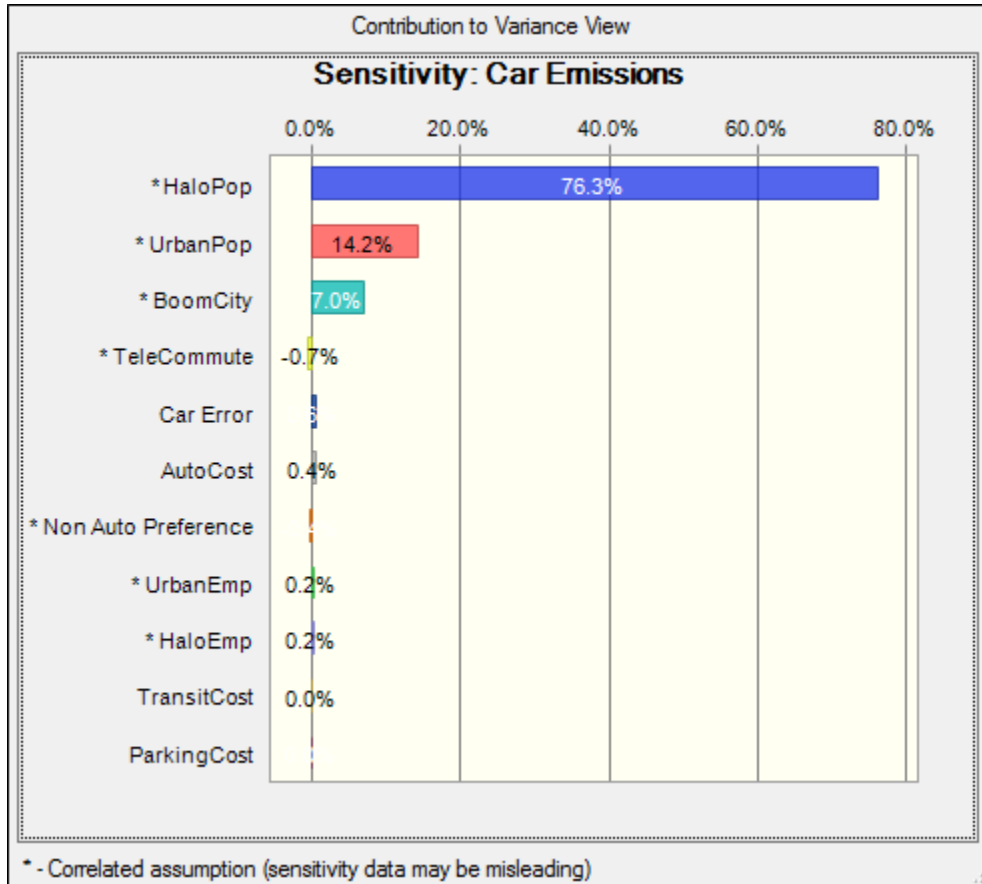 Contribution to Variance View
Sensitivity: Car Emissions
0.0% 20.0% 40.0% 60.0% 80.0%
* HaloPop 76.3%
* UrbanPop 14.2%
* BoomCity 7.0%
* TeleCommute -0.7%
Car Error
AutoCost 0.4%
* Non Auto Preference
* UrbanEmp 0.2%
* HaloEmp 0.2%
TransitCost 0.0%
ParkingCost
* - Correlated assumption (sensitivity data may be misleading)